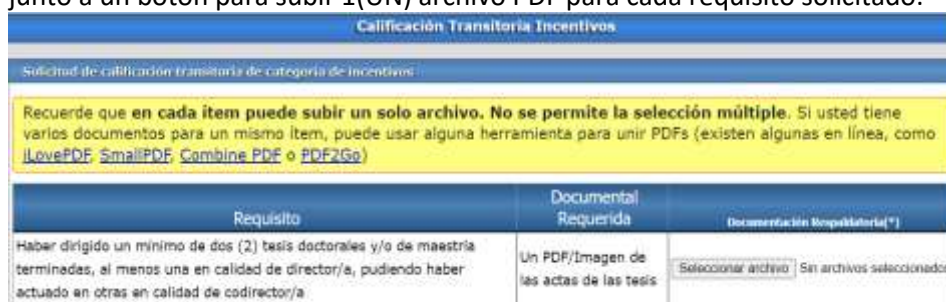 junto a un botón para subir 1(UN) archivo PDF para cada requisito solicitado.
Calificación Transitoria Incentivos
Solicitud de calificación transitoria de categoría de incentivos
Recuerde que en cada ítem puede subir un solo archivo. No se permite la selección múltiple. Si usted tiene
varios documentos para un mismo ítem, puede usar alguna herramienta para unir PDFs (existen algunas en línea, como
iLovePDF, SmallPDF, Combine PDF o PDF2Go)
Requisito
Documental
Requerida
Documentación Respaldatoria(*)
Haber dirigido un mínimo de dos (2) tesis doctorales y/o de maestría
terminadas, al menos una en calidad de director/a, pudiendo haber
actuado en otras en calidad de codirector/a
Un PDF/Imagen de
las actas de las tesis
Seleccionar archivo Sin archivos seleccionados